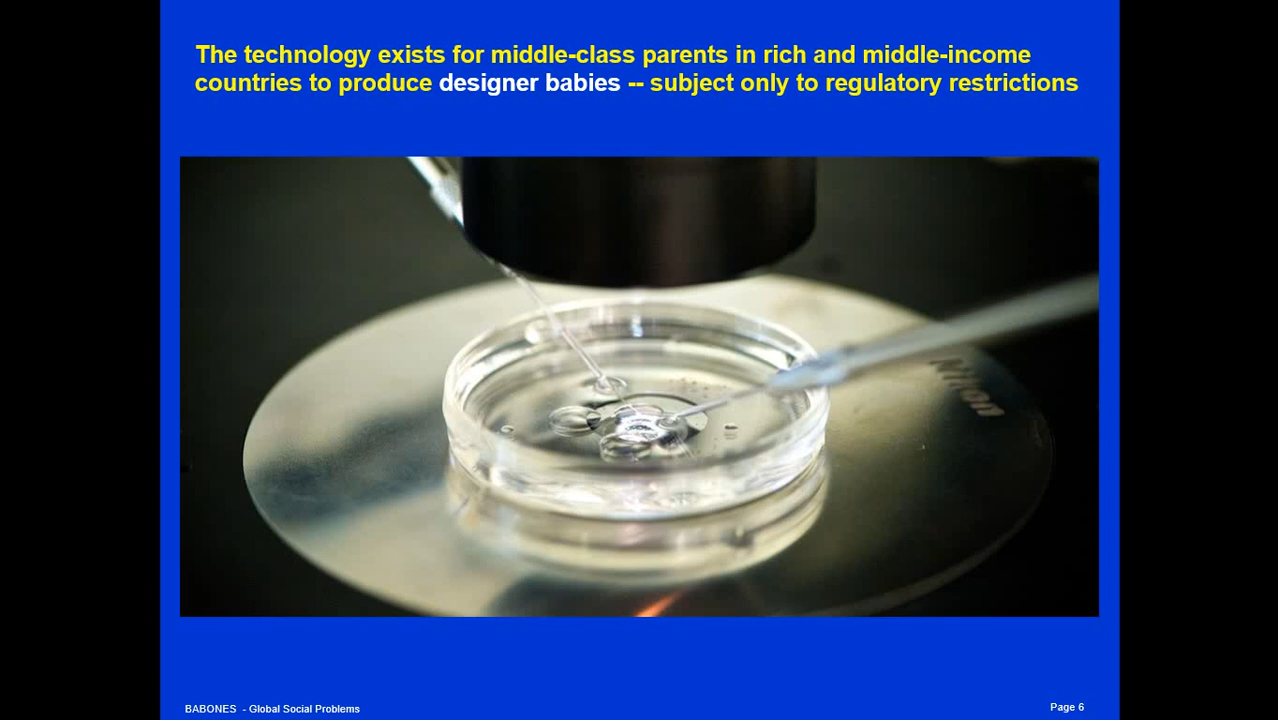 The technology exists for middle-class parents in rich and middle-income
countries to produce designer babies -- subject only to regulatory restrictions
Nikon
BABONES - Global Social Problems
Page 6